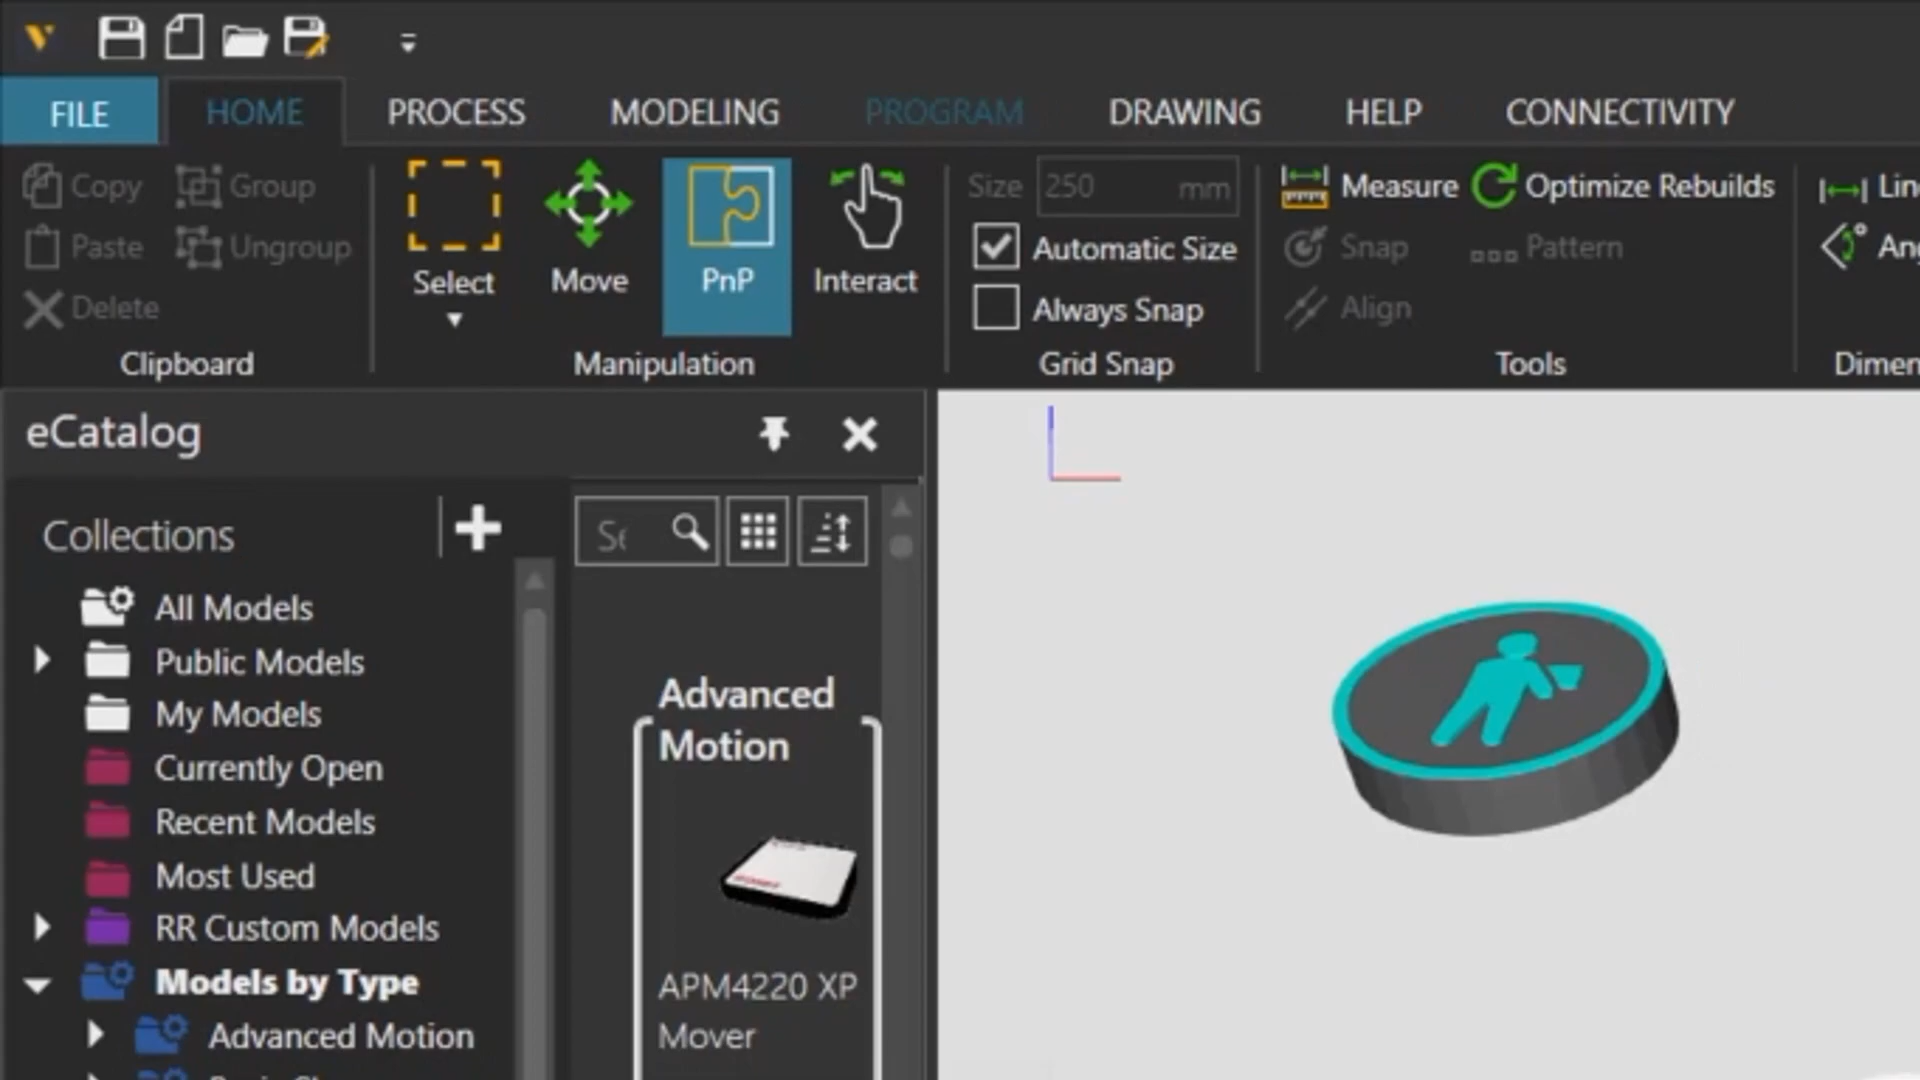 FILE HOME PROCESS MODELING PROGRAM DRAWING HELP CONNECTIVITY
Copy Group
Paste Ungroup
Delete
Clipboard
Select Move PnP Interact
Manipulation
Size 250 mm
Automatic Size
Always Snap
Grid Snap
Measure Optimize Rebuilds
Snap Pattern
Align
Tools
eCatalog
Collections
All Models
Public Models
My Models
Currently Open
Recent Models
Most Used
RR Custom Models
Models by Type
Advanced Motion
Advanced
Motion
APM4220 XP
Mover